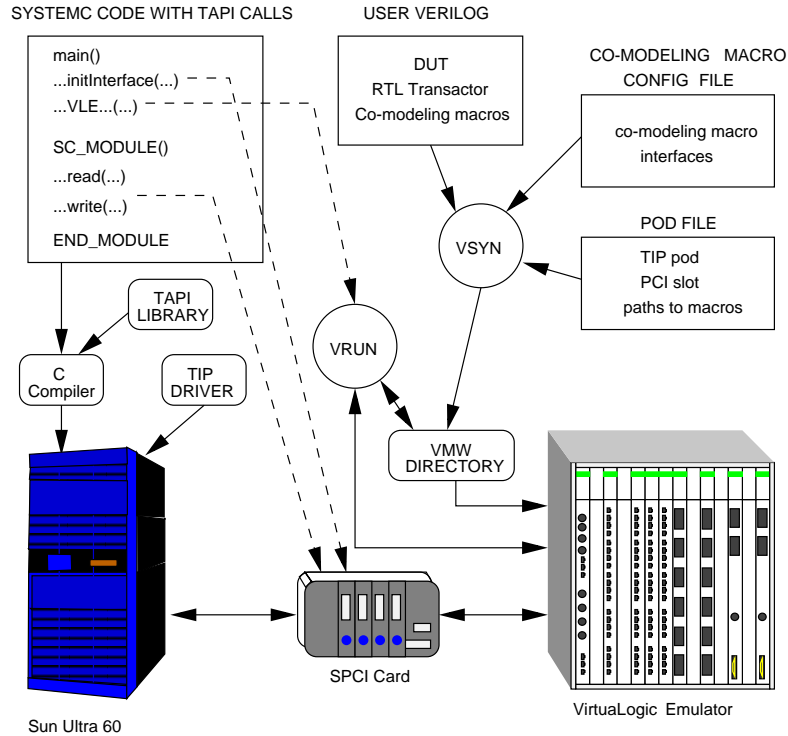 SYSTEMC CODE WITH TAPI CALLS
main()
...initInterface(...)
...VLE...(...)
SC_MODULE()
...read(...)
...write(...)
END_MODULE
USER VERILOG
DUT
RTL Transactor
Co-modeling macros
CO-MODELING MACRO
CONFIG FILE
co-modeling macro
interfaces
VSYN
POD FILE
TIP pod
PCI slot
paths to macros
TAPI
LIBRARY
VRUN
C
Compiler
TIP
DRIVER
VMW
DIRECTORY
SPCI Card
VirtuaLogic Emulator
Sun Ultra 60